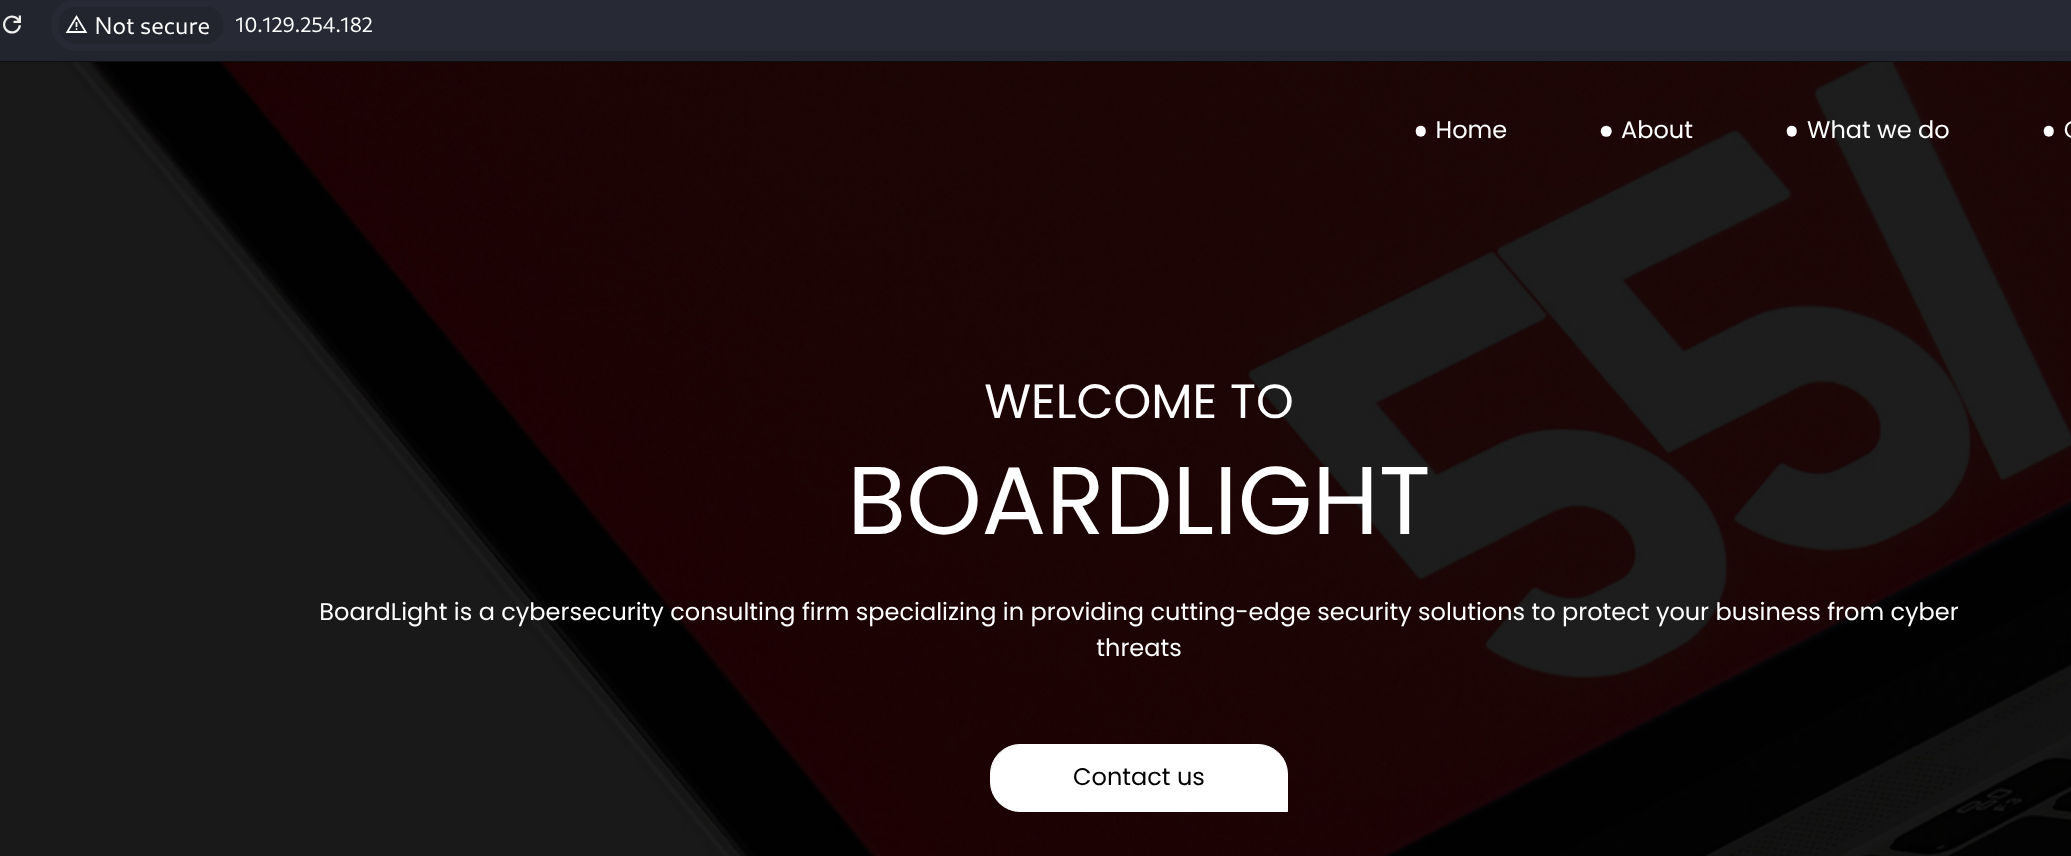 Not secure 10.129.254.182
Home About What we do
WELCOME TO
BOARDLIGHT
BoardLight is a cybersecurity consulting firm specializing in providing cutting-edge security solutions to protect your business from cyber
threats
Contact us